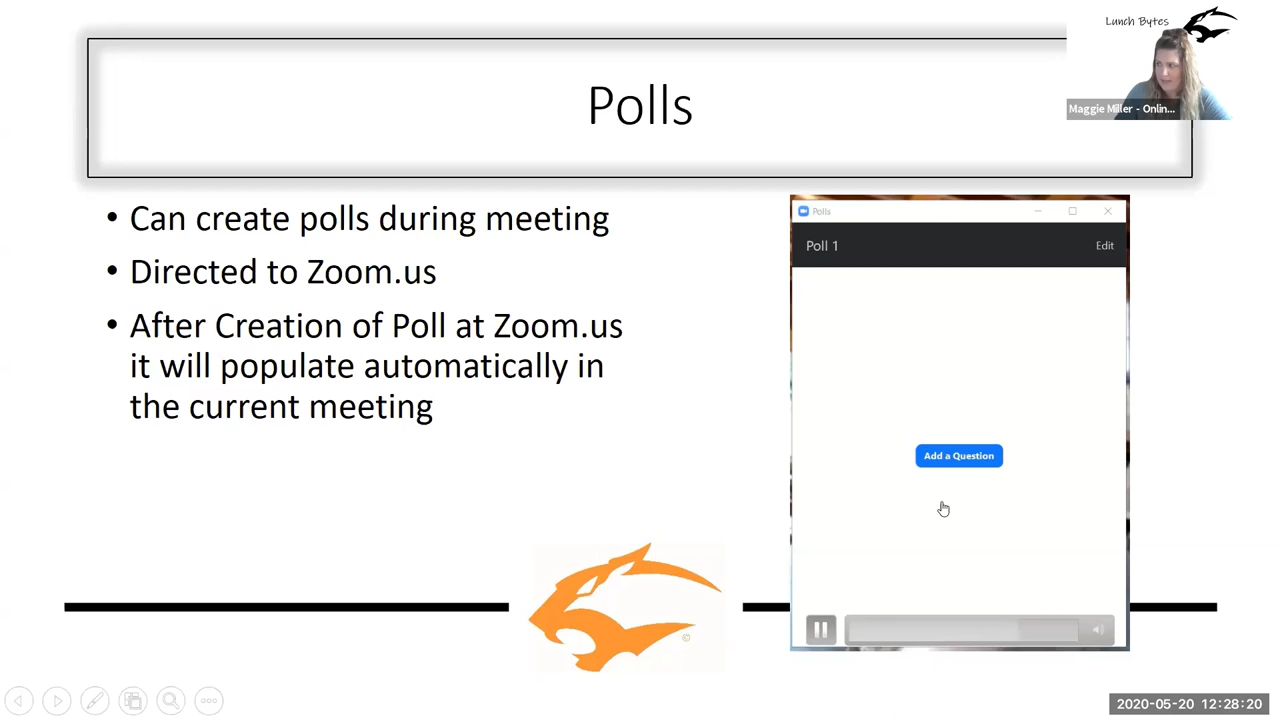 Lunch Bytes
Maggie Miller - Onlin...
Polls
• Can create polls during meeting
• Directed to Zoom.us
• After Creation of Poll at Zoom.us
it will populate automatically in
the current meeting
Polls
Poll 1
Edit
Add a Question
©
2020-05-20 12:28:20